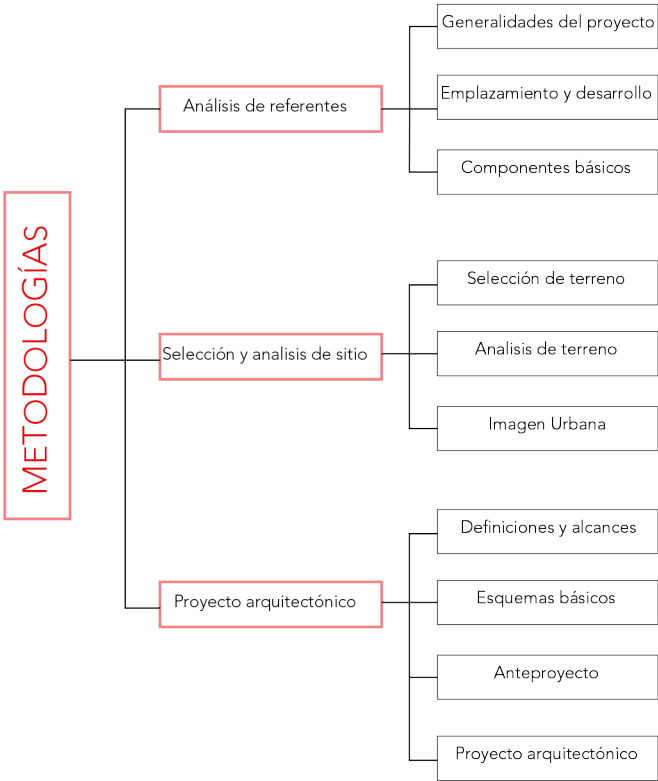 METODOLOGÍAS
Análisis de referentes
Generalidades del proyecto
Emplazamiento y desarrollo
Componentes básicos
Selección y analisis de sitio
Selección de terreno
Analisis de terreno
Imagen Urbana
Proyecto arquitectónico
Definiciones y alcances
Esquemas básicos
Anteproyecto
Proyecto arquitectónico